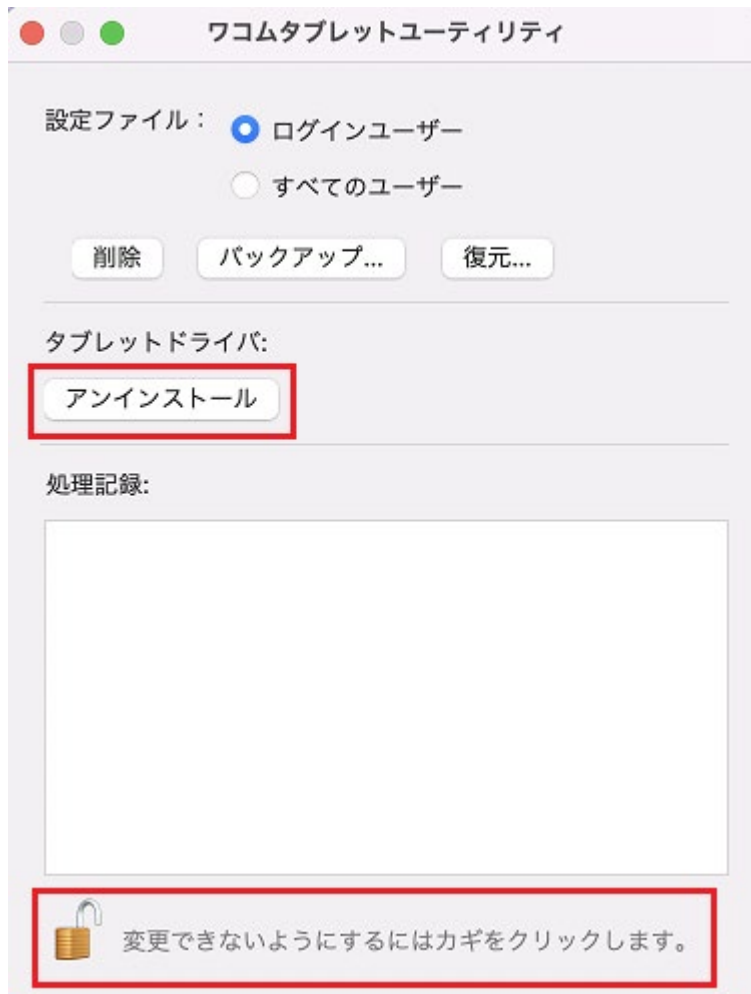 ワコムタブレットユーティリティ
設定ファイル：
ログインユーザー
すべてのユーザー
削除 バックアップ... 復元...
タブレットドライバ:
アンインストール
処理記録:
変更できないようにするにはカギをクリックします。